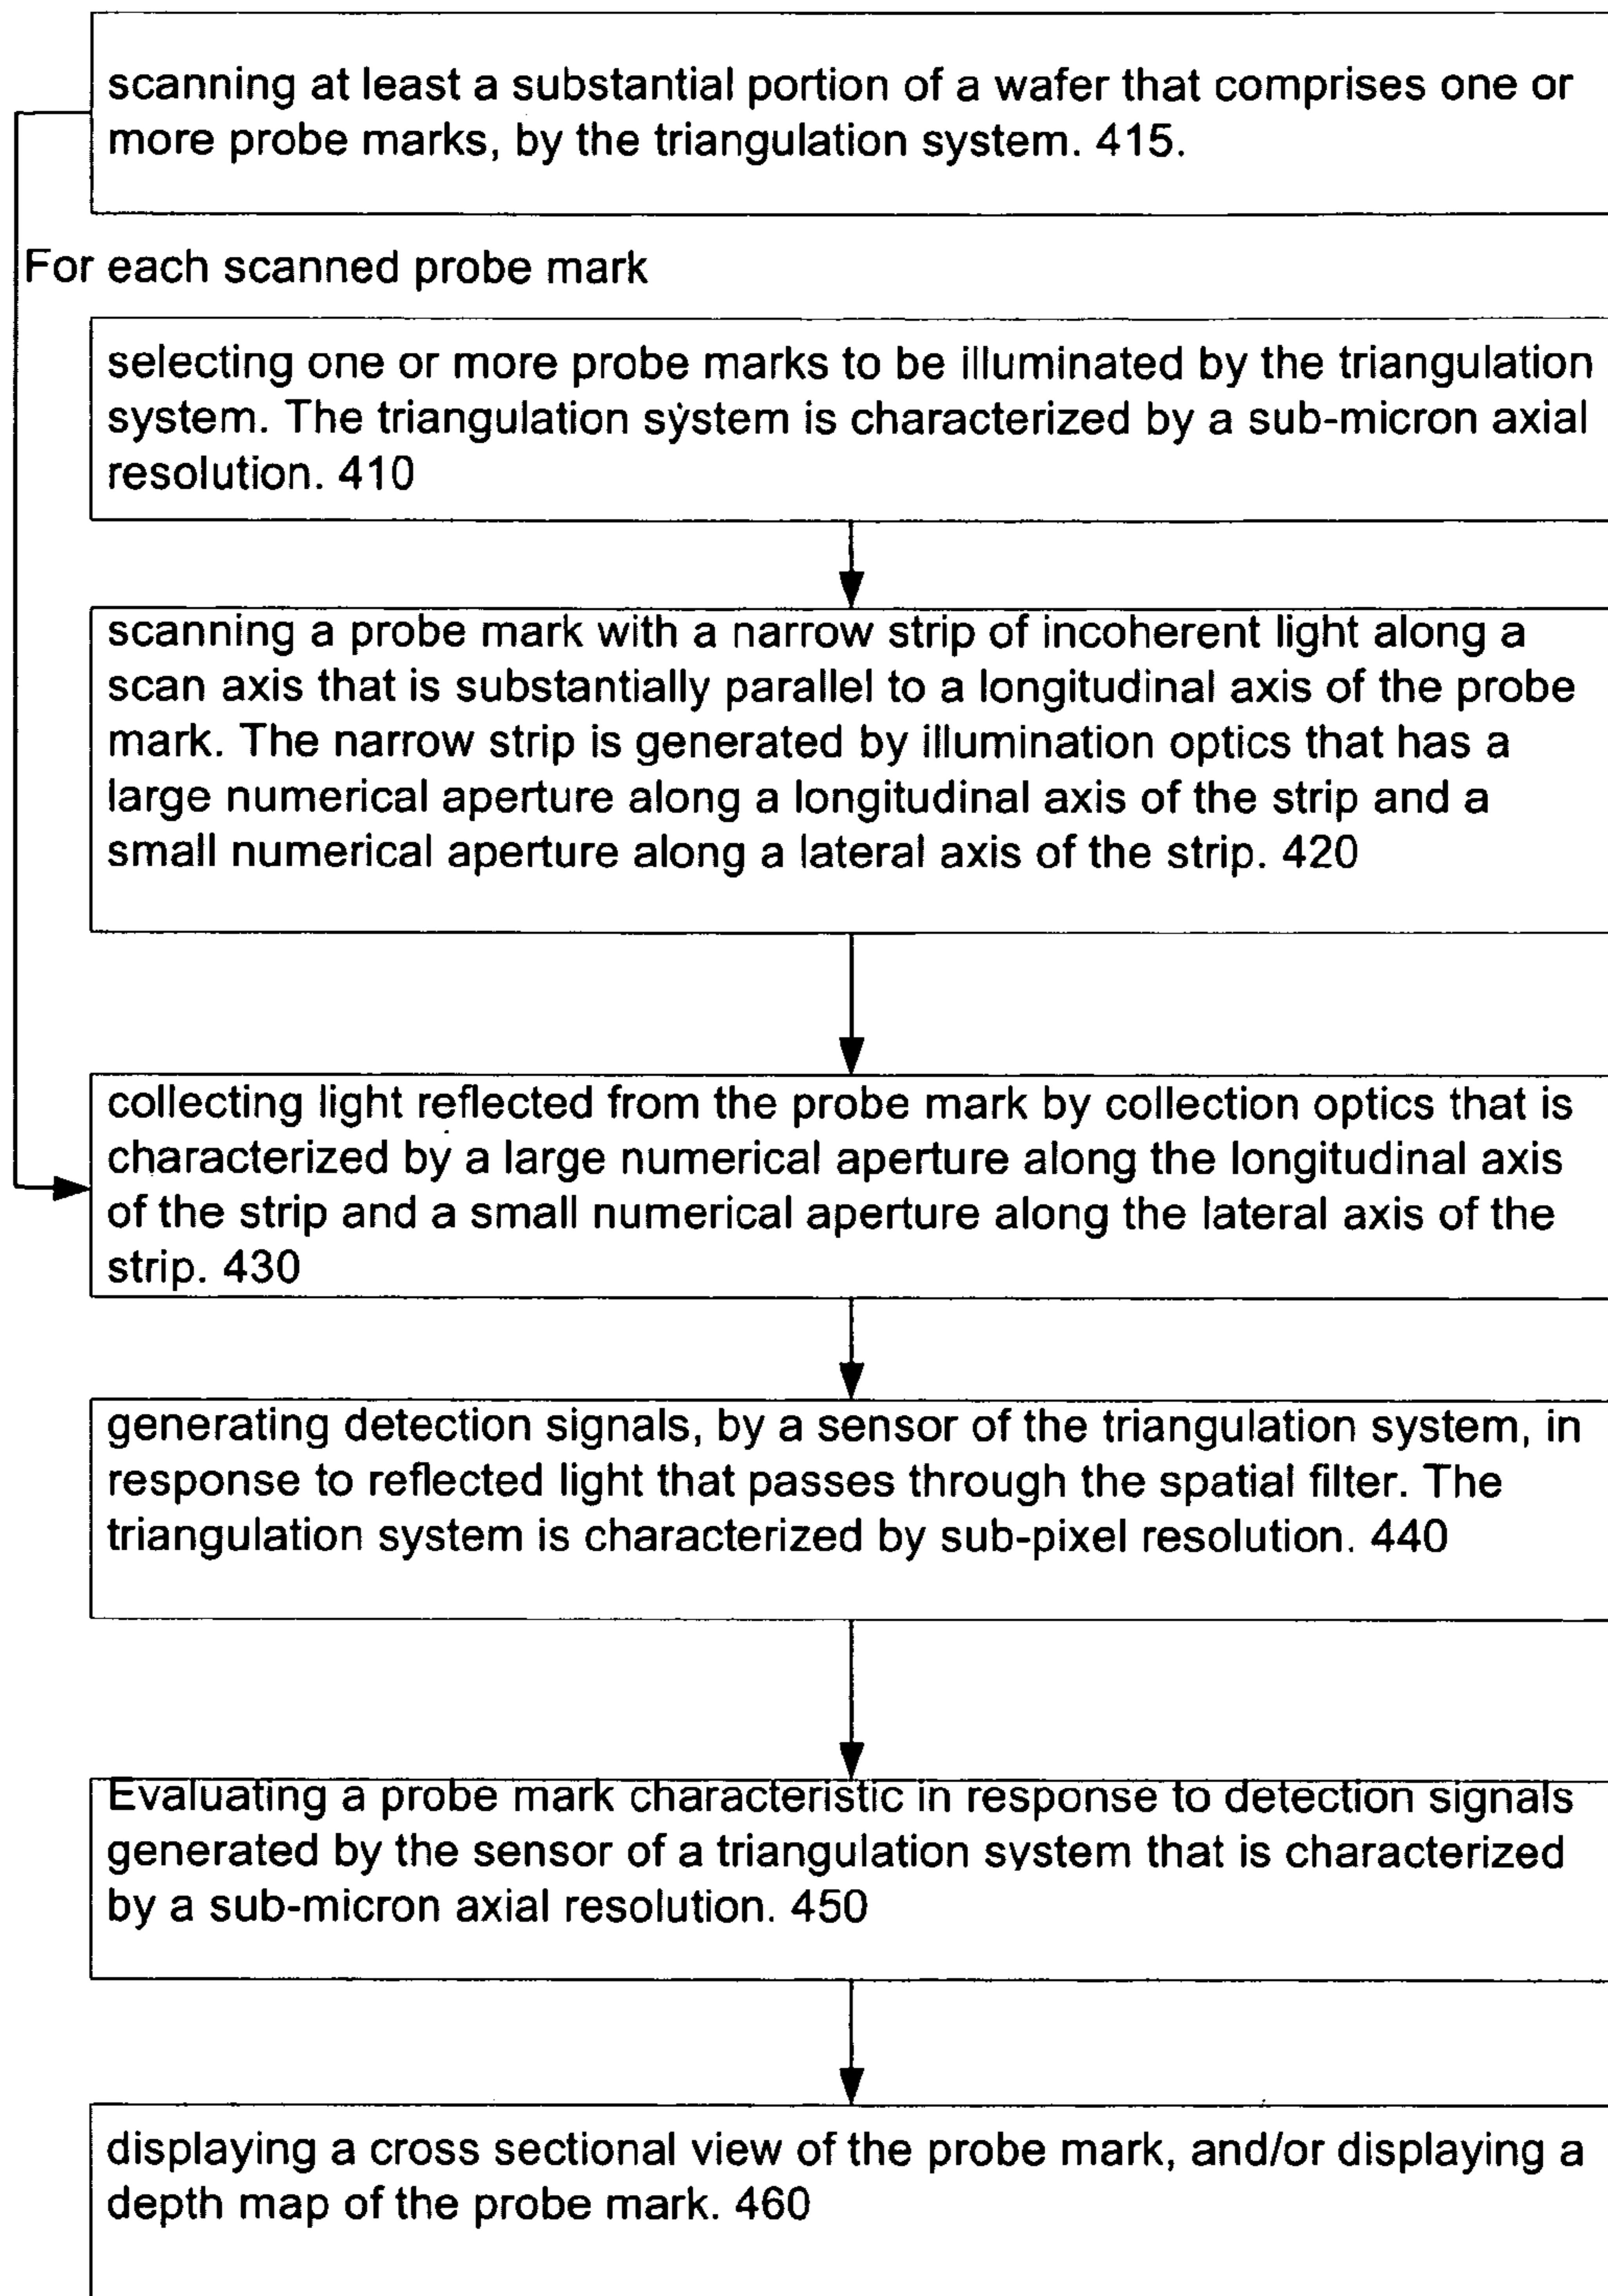 scanning at least a substantial portion of a wafer that comprises one or
more probe marks, by the triangulation system. 415.
For each scanned probe mark
selecting one or more probe marks to be illuminated by the triangulation
system. The triangulation system is characterized by a sub-micron axial
resolution. 410
scanning a probe mark with a narrow strip of incoherent light along a
scan axis that is substantially parallel to a longitudinal axis of the probe
mark. The narrow strip is generated by illumination optics that has a
large numerical aperture along a longitudinal axis of the strip and a
small numerical aperture along a lateral axis of the strip. 420
collecting light reflected from the probe mark by collection optics that is
characterized by a large numerical aperture along the longitudinal axis
of the strip and a small numerical aperture along the lateral axis of the
strip. 430
generating detection signals, by a sensor of the triangulation system, in
response to reflected light that passes through the spatial filter. The
triangulation system is characterized by sub-pixel resolution. 440
Evaluating a probe mark characteristic in response to detection signals
generated by the sensor of a triangulation system that is characterized
by a sub-micron axial resolution. 450
displaying a cross sectional view of the probe mark, and/or displaying a
depth map of the probe mark. 460